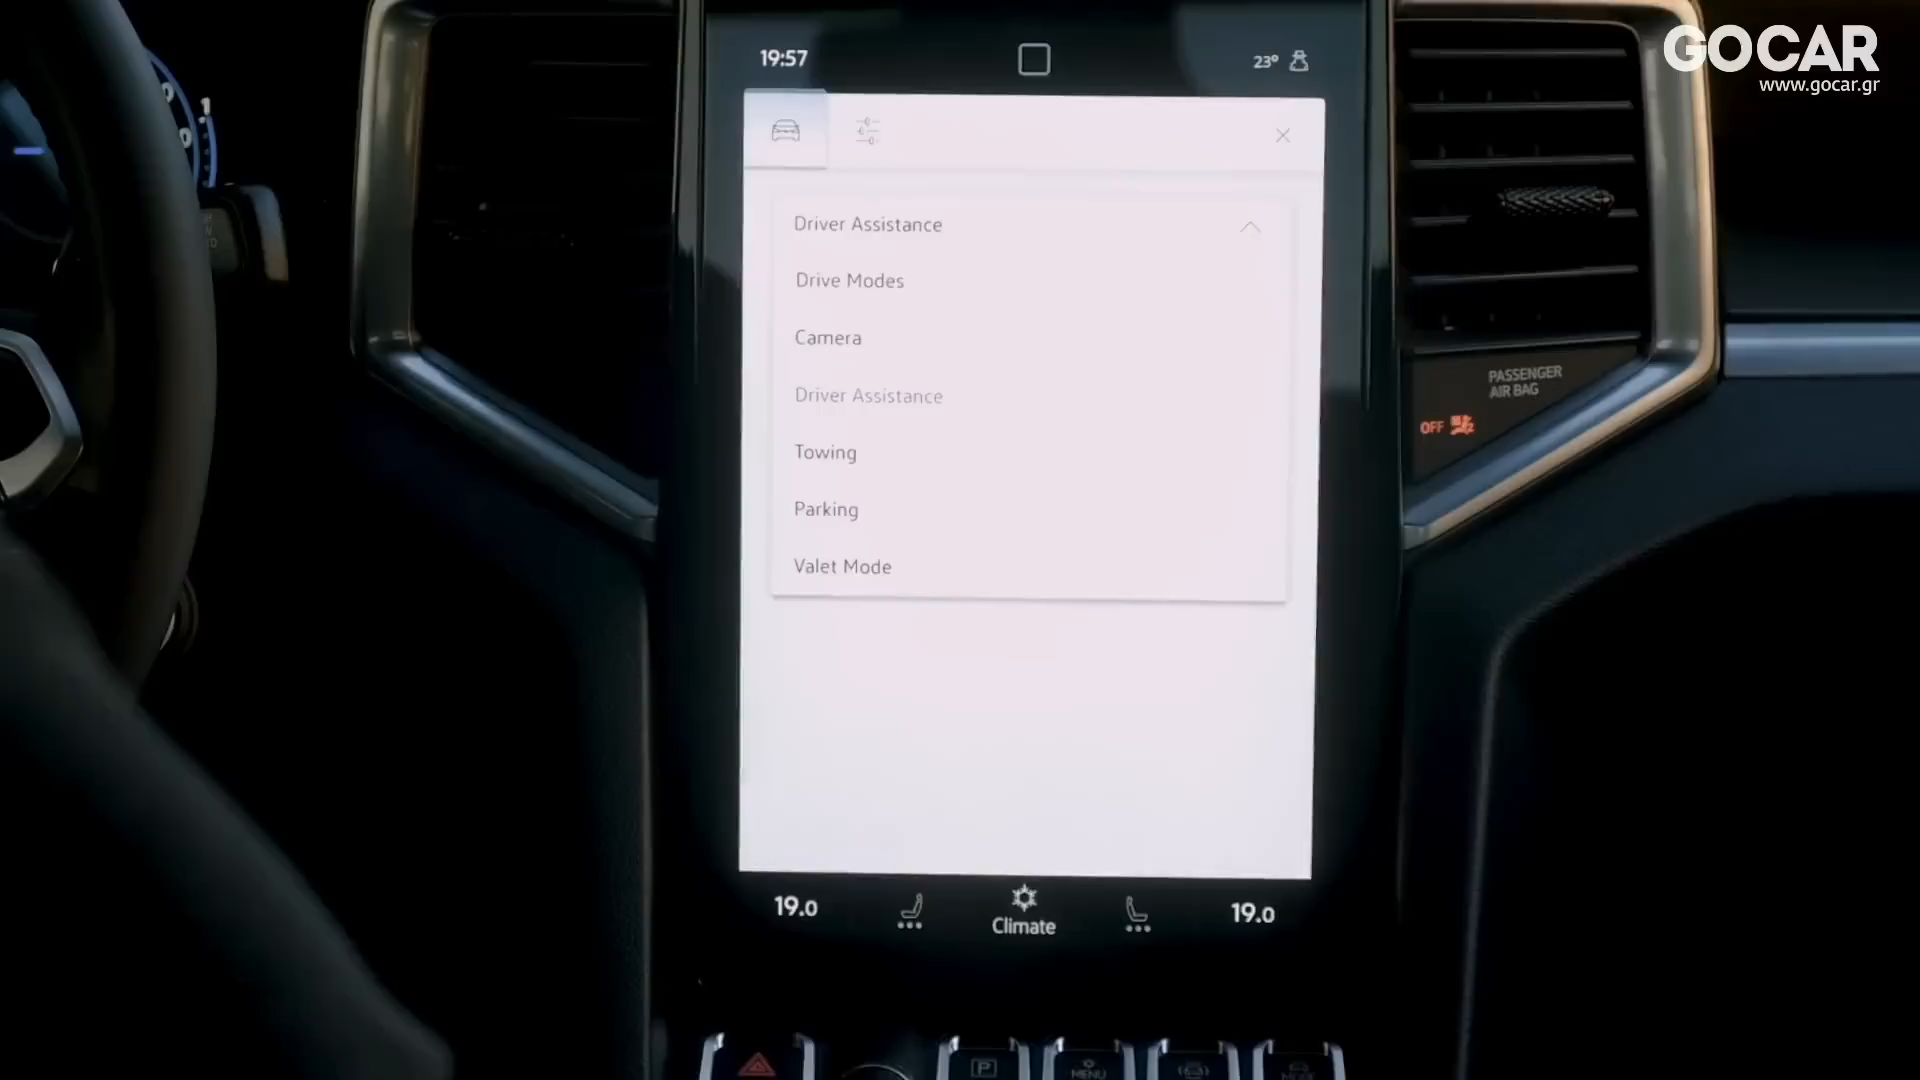 GOCAR
www.gocar.gr
19:57
23°
Driver Assistance
Drive Modes
Camera
Driver Assistance
Towing
Parking
Valet Mode
PASSENGER
AIR BAG
OFF
19.0
Climate
19.0
P
MENU